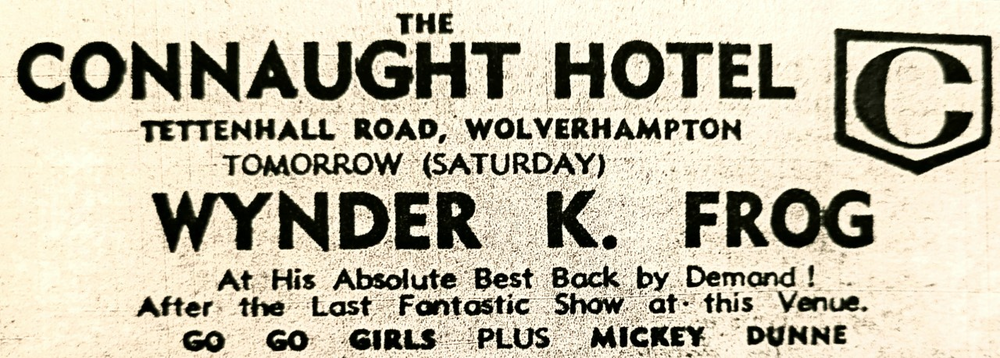 THE
CONNAUGHT HOTEL
C
TETTENHALL ROAD, WOLVERHAMPTON
TOMORROW (SATURDAY)
WYNDER K. FROG
At His Absolute Best Back by Demand !
After the Last Fantastic Show at this Venue.
GO GO GIRLS PLUS MICKEY DUNNE